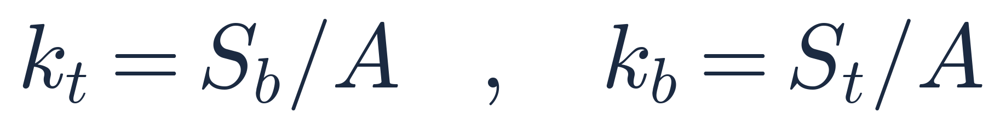 k_t = S_b/A , k_b = S_t/A